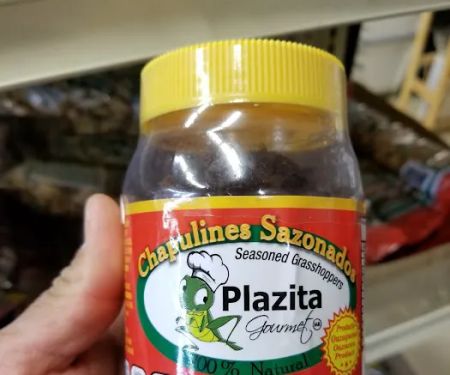 Chapulines Sazonados
Seasoned Grasshoppers
Plazita
Gourmet
100% Natural